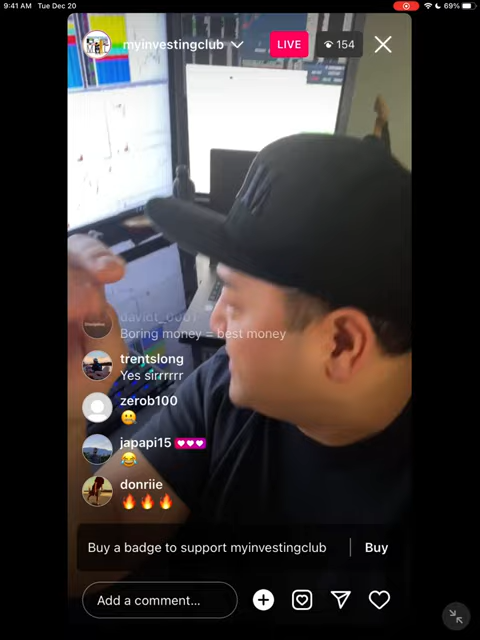 9:41 AM Tue Dec 20
69%
myinvestingclub
LIVE
154
Boring money = best money
trentslong
Yes sirrrrrr
zerob100
japapi15
donriie
Buy a badge to support myinvestingclub
Buy
Add a comment...